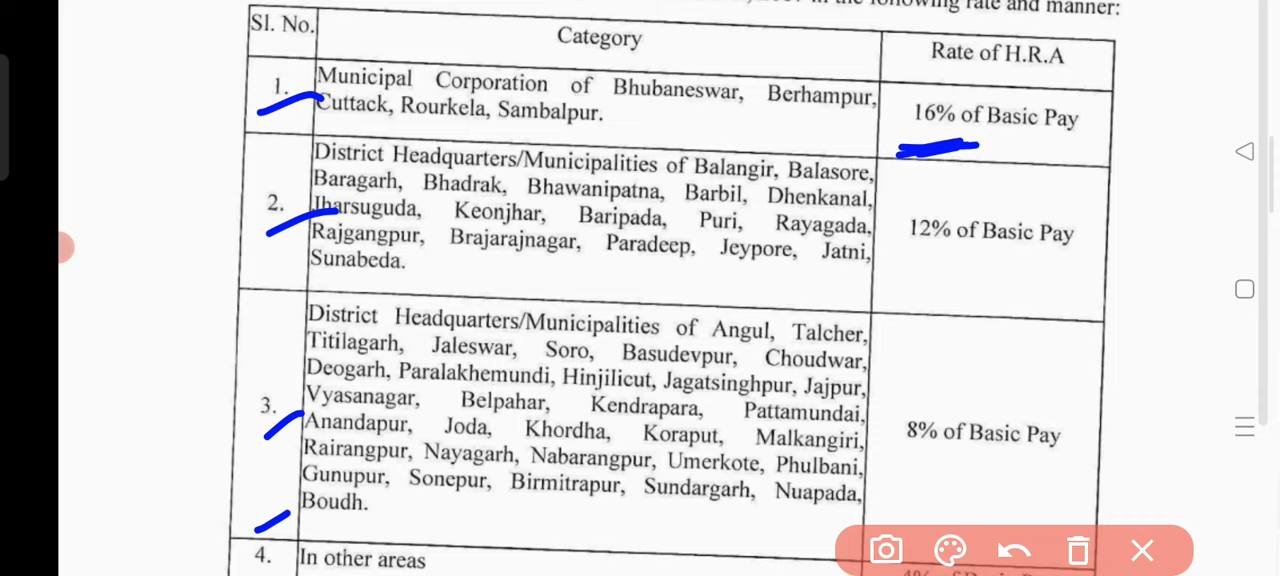 in the following rate and manner:
Sl. No.
Category
Rate of H.R.A
1.
Municipal Corporation of Bhubaneswar, Berhampur,
Cuttack, Rourkela, Sambalpur.
16% of Basic Pay
2.
District Headquarters/Municipalities of Balangir, Balasore,
Baragarh, Bhadrak, Bhawanipatna, Barbil, Dhenkanal,
Jharsuguda, Keonjhar, Baripada, Puri, Rayagada,
Rajgangpur, Brajarajnagar, Paradeep, Jeypore, Jatni,
Sunabeda.
12% of Basic Pay
3.
District Headquarters/Municipalities of Angul, Talcher,
Titilagarh, Jaleswar, Soro, Basudevpur, Choudwar,
Deogarh, Paralakhemundi, Hinjilicut, Jagatsinghpur, Jajpur,
Vyasanagar, Belpahar, Kendrapara, Pattamundai,
Anandapur, Joda, Khordha, Koraput, Malkangiri,
Rairangpur, Nayagarh, Nabarangpur, Umerkote, Phulbani,
Gunupur, Sonepur, Birmitrapur, Sundargarh, Nuapada,
Boudh.
8% of Basic Pay
4.
In other areas